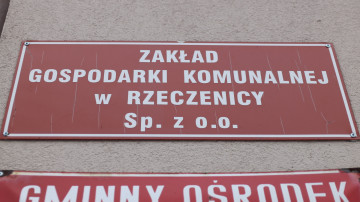 ZAKŁAD
GOSPODARKI KOMUNALNEJ
w RZECZENICY
Sp. z o.o.
GMINNY OŚRODEK